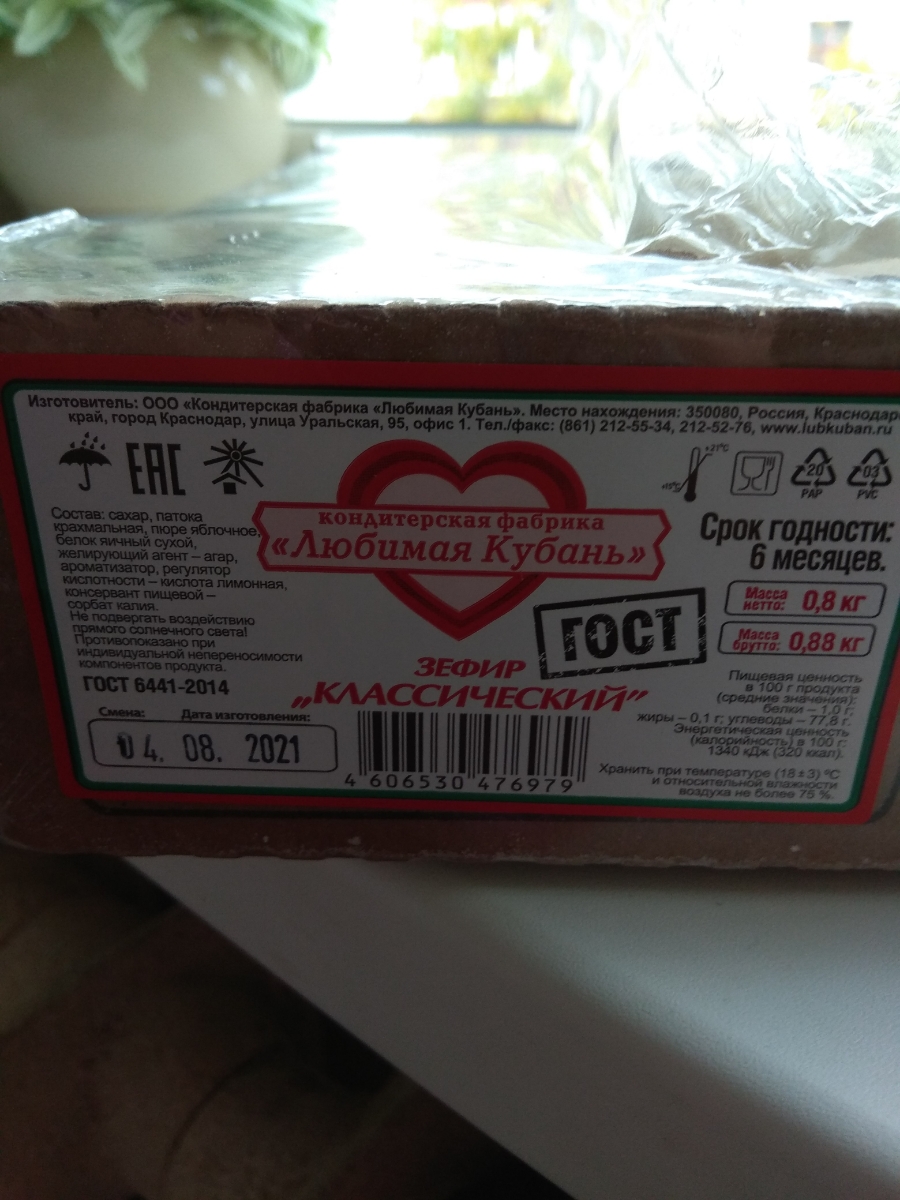 Изготовитель: ООО «Кондитерская фабрика «Любимая Кубань». Место нахождения: 350080, Россия, Краснодар
край, город Краснодар, улица Уральская, 95, офис 1. Тел./факс: (861) 212-55-34, 212-52-76, www.lubkuban.ru
ЕАС
+21°C
+15°C
20
PAP
03
PVC
Состав: сахар, патока
крахмальная, пюре яблочное,
белок яичный сухой,
желирующий агент – агар,
ароматизатор, регулятор
кислотности – кислота лимонная,
консервант пищевой –
сорбат калия.
Не подвергать воздействию
прямого солнечного света!
Противопоказано при
индивидуальной непереносимости
компонентов продукта.
ГОСТ 6441-2014
Смена: Дата изготовления:
04. 08. 2021
кондитерская фабрика
«Любимая Кубань»
ГОСТ
ЗЕФИР
„КЛАССИЧЕСКИЙ”
4 606530 476979
Срок годности:
6 месяцев.
Масса
нетто: 0,8 кг
Масса
брутто: 0,88 кг
Пищевая ценность
в 100 г продукта
(средние значения):
белки – 1,0 г;
жиры – 0,1 г; углеводы – 77,8 г.
Энергетическая ценность
(калорийность) в 100 г:
1340 кДж (320 ккал).
Хранить при температуре (18±3) ºС
и относительной влажности
воздуха не более 75 %.